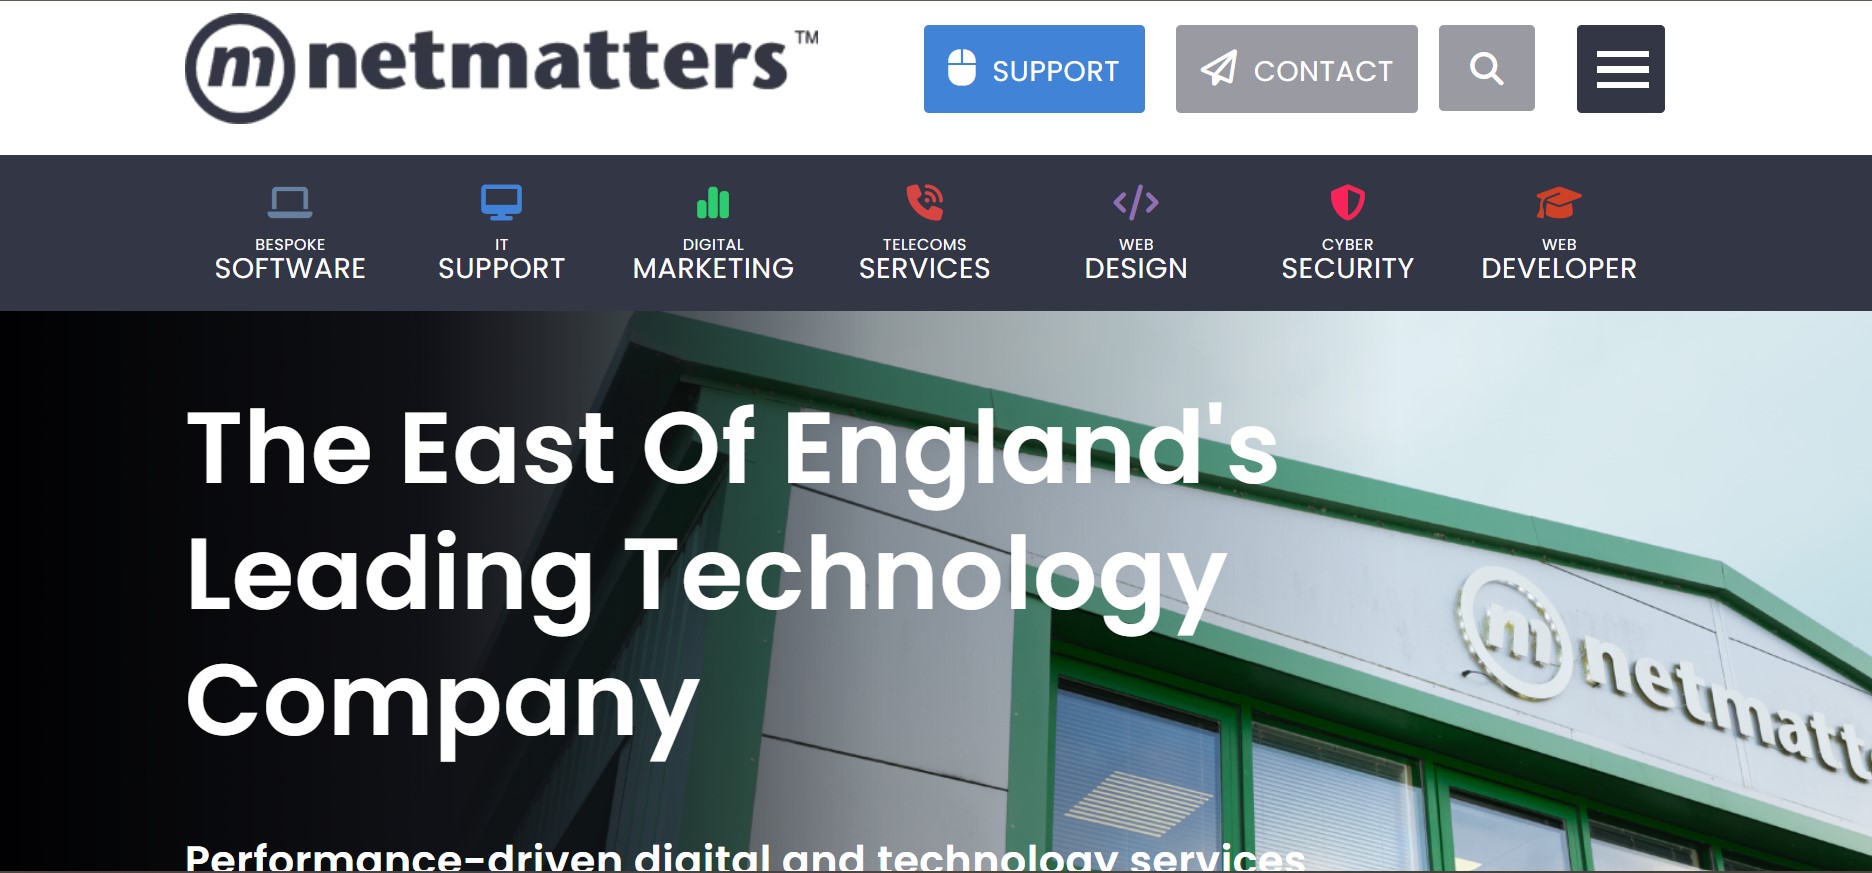 m netmatters™
SUPPORT
CONTACT
BESPOKE
SOFTWARE
IT
SUPPORT
DIGITAL
MARKETING
TELECOMS
SERVICES
WEB
DESIGN
CYBER
SECURITY
WEB
DEVELOPER
The East Of England's
Leading Technology
Company
m netmatte
Performance-driven digital and technology services